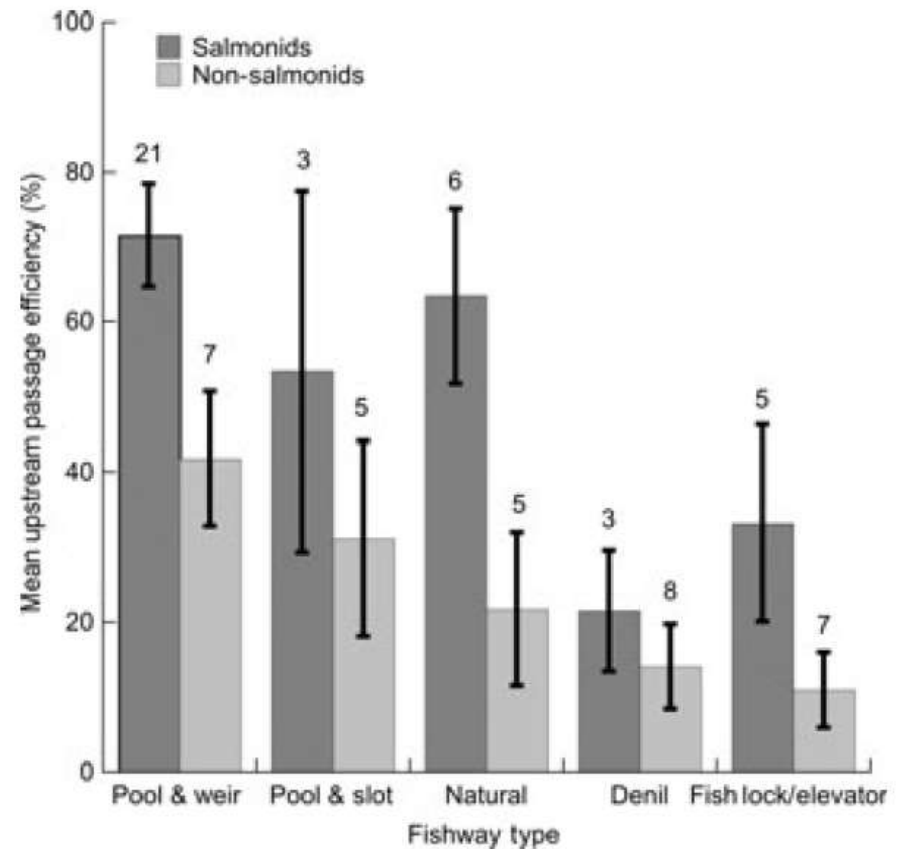 100
Salmonids
Non-salmonids
80
60
40
20
0
Mean upstream passage efficiency (%)
21
7
3
5
6
5
3
8
5
7
Pool & weir
Pool & slot
Natural
Denil
Fish lock/elevator
Fishway type